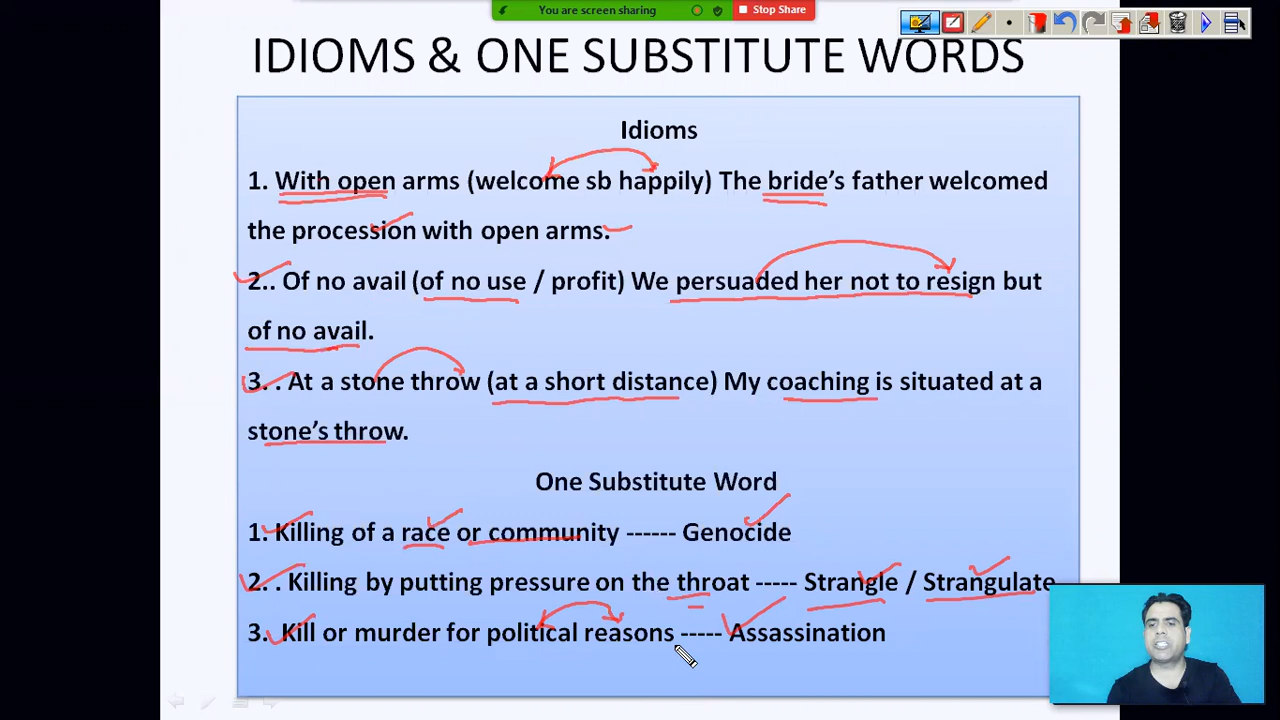 You are screen sharing
Stop Share
IDIOMS & ONE SUBSTITUTE WORDS
Idioms
1. With open arms (welcome sb happily) The bride's father welcomed
the procession with open arms.
2.. Of no avail (of no use / profit) We persuaded her not to resign but
of no avail.
3. . At a stone throw (at a short distance) My coaching is situated at a
stone's throw.
One Substitute Word
1. Killing of a race or community ------ Genocide
2. . Killing by putting pressure on the throat ----- Strangle / Strangulate
3. Kill or murder for political reasons ----- Assassination